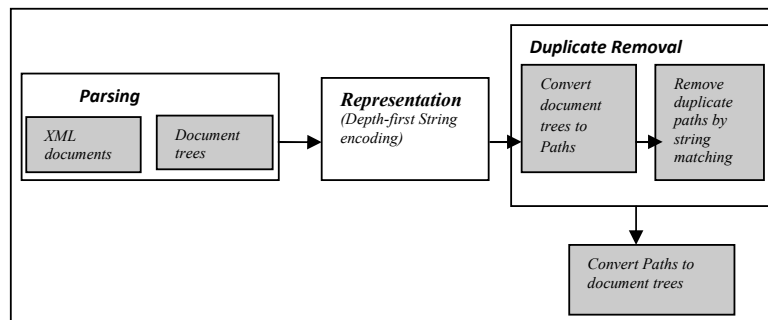 Parsing
XML
documents
Document
trees
Representation
(Depth-first String
encoding)
Duplicate Removal
Convert
document
trees to
Paths
Remove
duplicate
paths by
string
matching
Convert Paths to
document trees